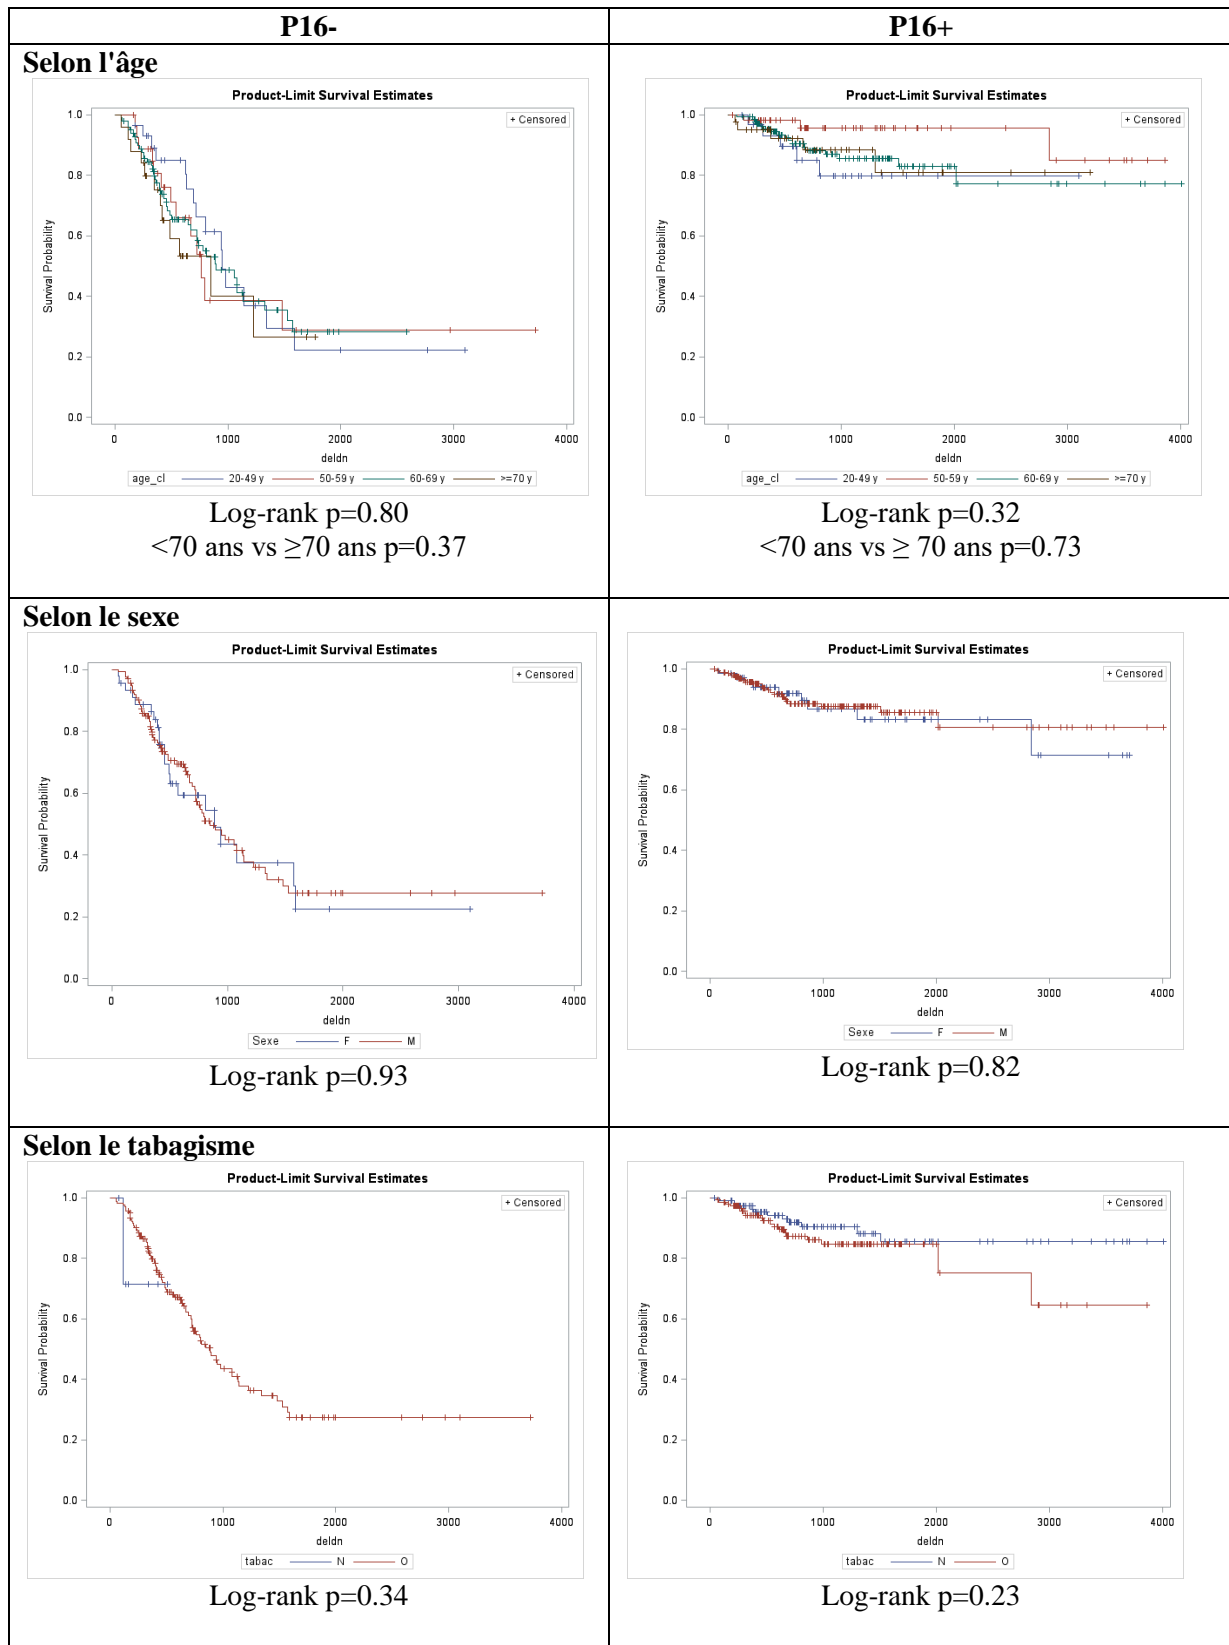 P16-
P16+
Selon l'âge
Product-Limit Survival Estimates
+ Censored
1.0
0.8
0.6
0.4
0.2
0.0
Survival Probability
0 1000 2000 3000 4000
deldn
age_cl 20-49 y 50-59 y 60-69 y >=70 y
Log-rank p=0.80
<70 ans vs ≥70 ans p=0.37
Product-Limit Survival Estimates
+ Censored
1.0
0.8
0.6
0.4
0.2
0.0
Survival Probability
0 1000 2000 3000 4000
deldn
age_cl 20-49 y 50-59 y 60-69 y >=70 y
Log-rank p=0.32
<70 ans vs ≥ 70 ans p=0.73
Selon le sexe
Product-Limit Survival Estimates
+ Censored
1.0
0.8
0.6
0.4
0.2
0.0
Survival Probability
0 1000 2000 3000 4000
deldn
Sexe F M
Log-rank p=0.93
Product-Limit Survival Estimates
+ Censored
1.0
0.8
0.6
0.4
0.2
0.0
Survival Probability
0 1000 2000 3000 4000
deldn
Sexe F M
Log-rank p=0.82
Selon le tabagisme
Product-Limit Survival Estimates
+ Censored
1.0
0.8
0.6
0.4
0.2
0.0
Survival Probability
0 1000 2000 3000 4000
deldn
tabac N O
Log-rank p=0.34
Product-Limit Survival Estimates
+ Censored
1.0
0.8
0.6
0.4
0.2
0.0
Survival Probability
0 1000 2000 3000 4000
deldn
tabac N O
Log-rank p=0.23